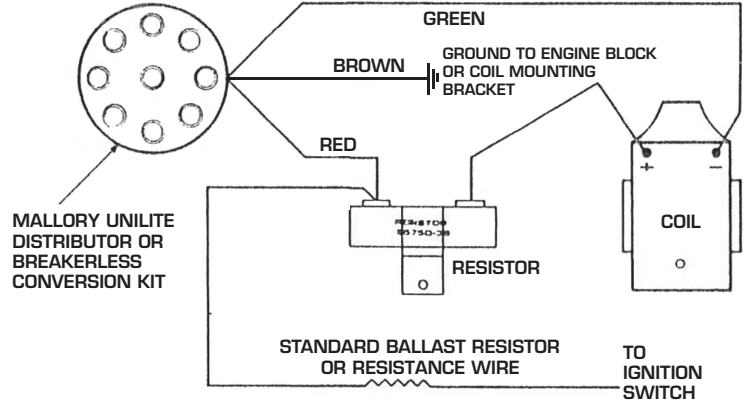 GREEN
BROWN
GROUND TO ENGINE BLOCK
OR COIL MOUNTING
BRACKET
RED
+ −
MALLORY UNILITE
DISTRIBUTOR OR
BREAKERLESS
CONVERSION KIT
RESISTOR
COIL
RESISTOR
STANDARD BALLAST RESISTOR
OR RESISTANCE WIRE
TO
IGNITION
SWITCH